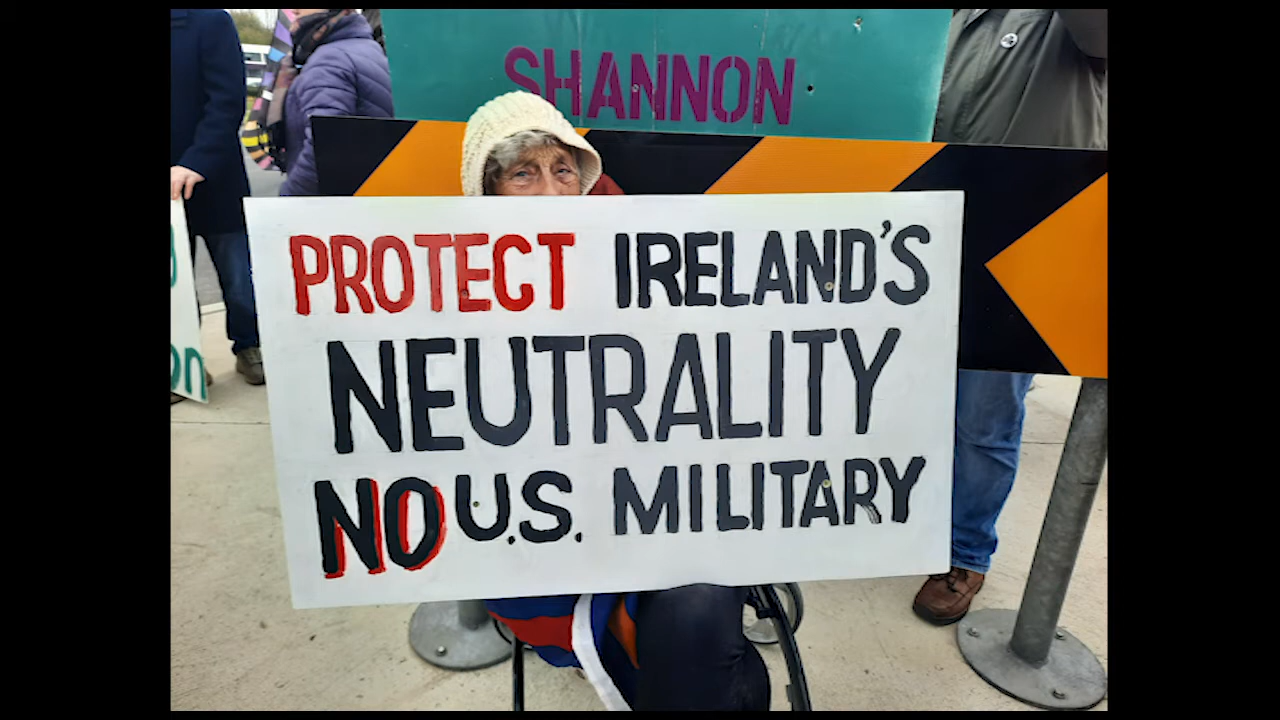 SHANNON
PROTECT IRELAND'S
NEUTRALITY
NO U.S. MILITARY